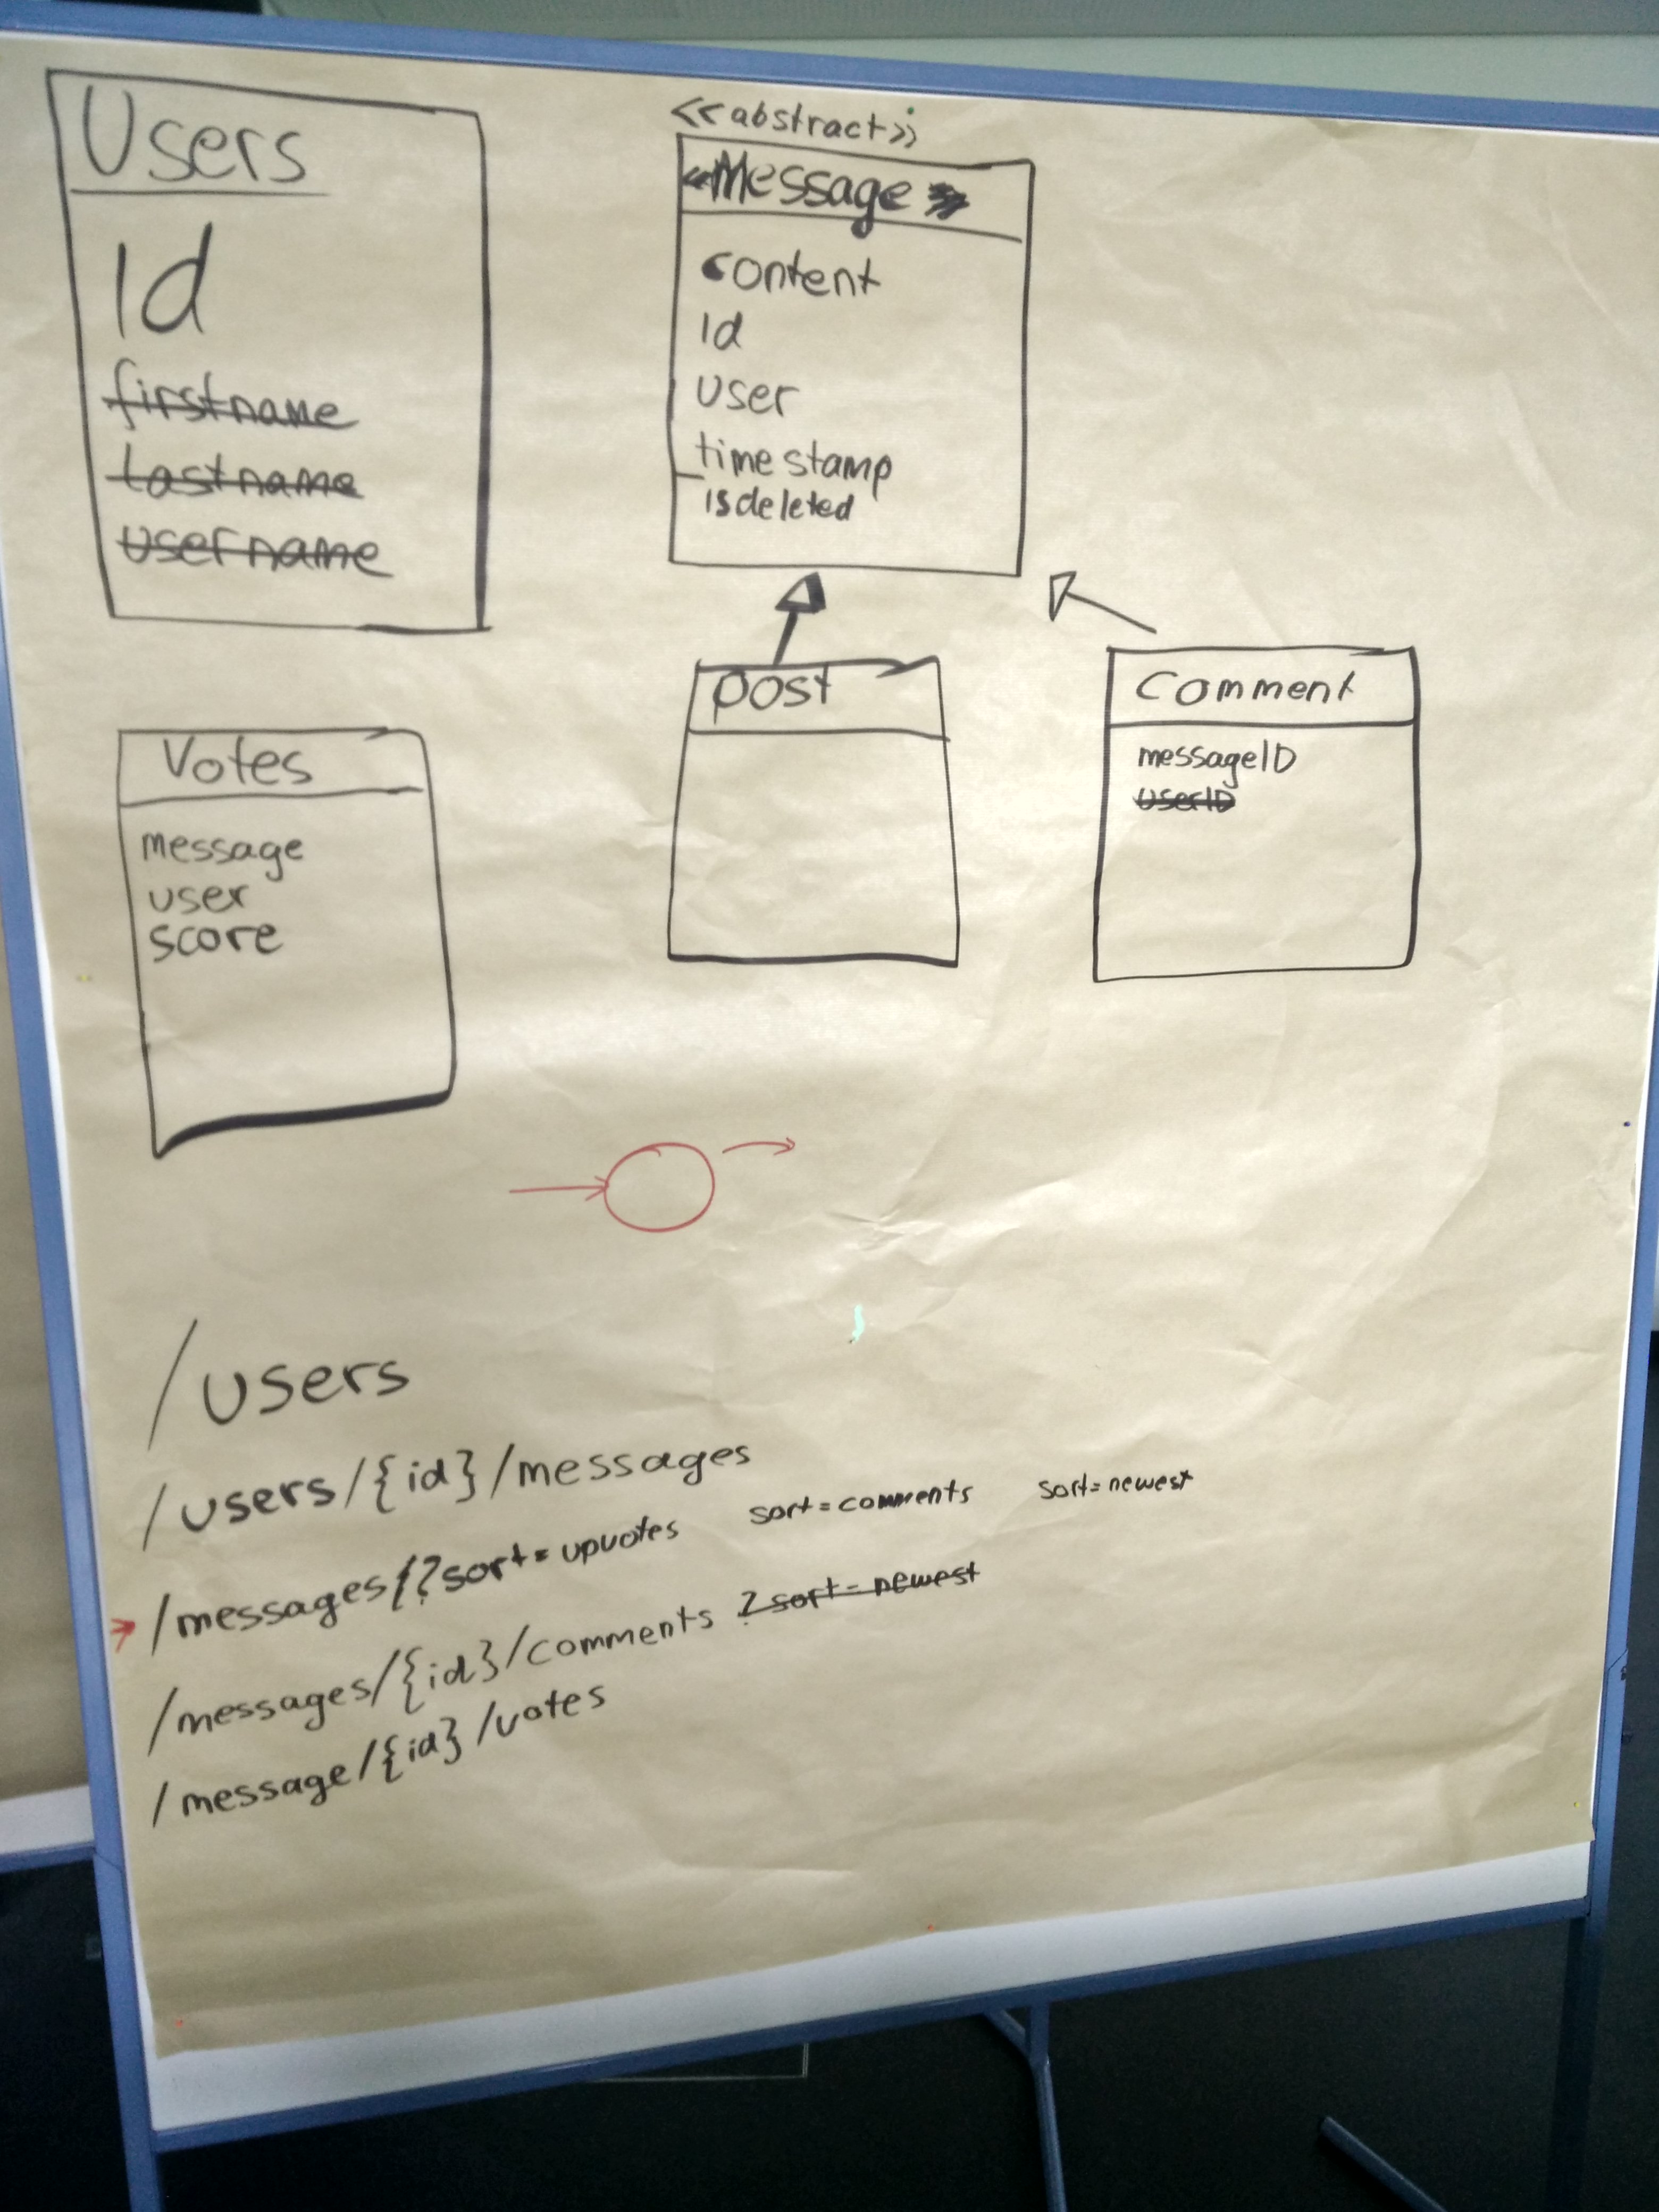 Users
Id
firstname
lastname
username
<<abstract>>
«Message»
content
Id
user
timestamp
isdeleted
post
Comment
messageID
userID
Votes
message
user
score
/users
/users/{id}/messages
/messages/?sort=upvotes sort=comments sort=newest
/messages/{id}/comments ?sort=newest
/message/{id}/votes